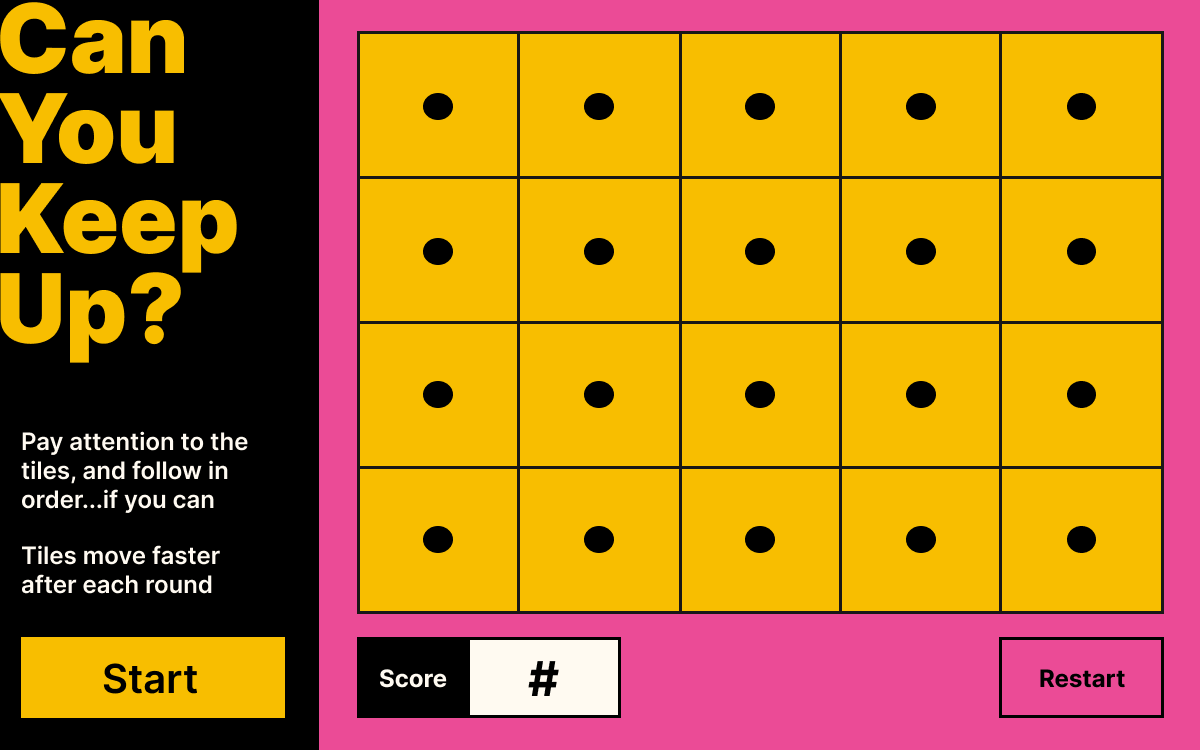 Can
You
Keep
Up?
Pay attention to the
tiles, and follow in
order...if you can
Tiles move faster
after each round
Start
Score
#
Restart